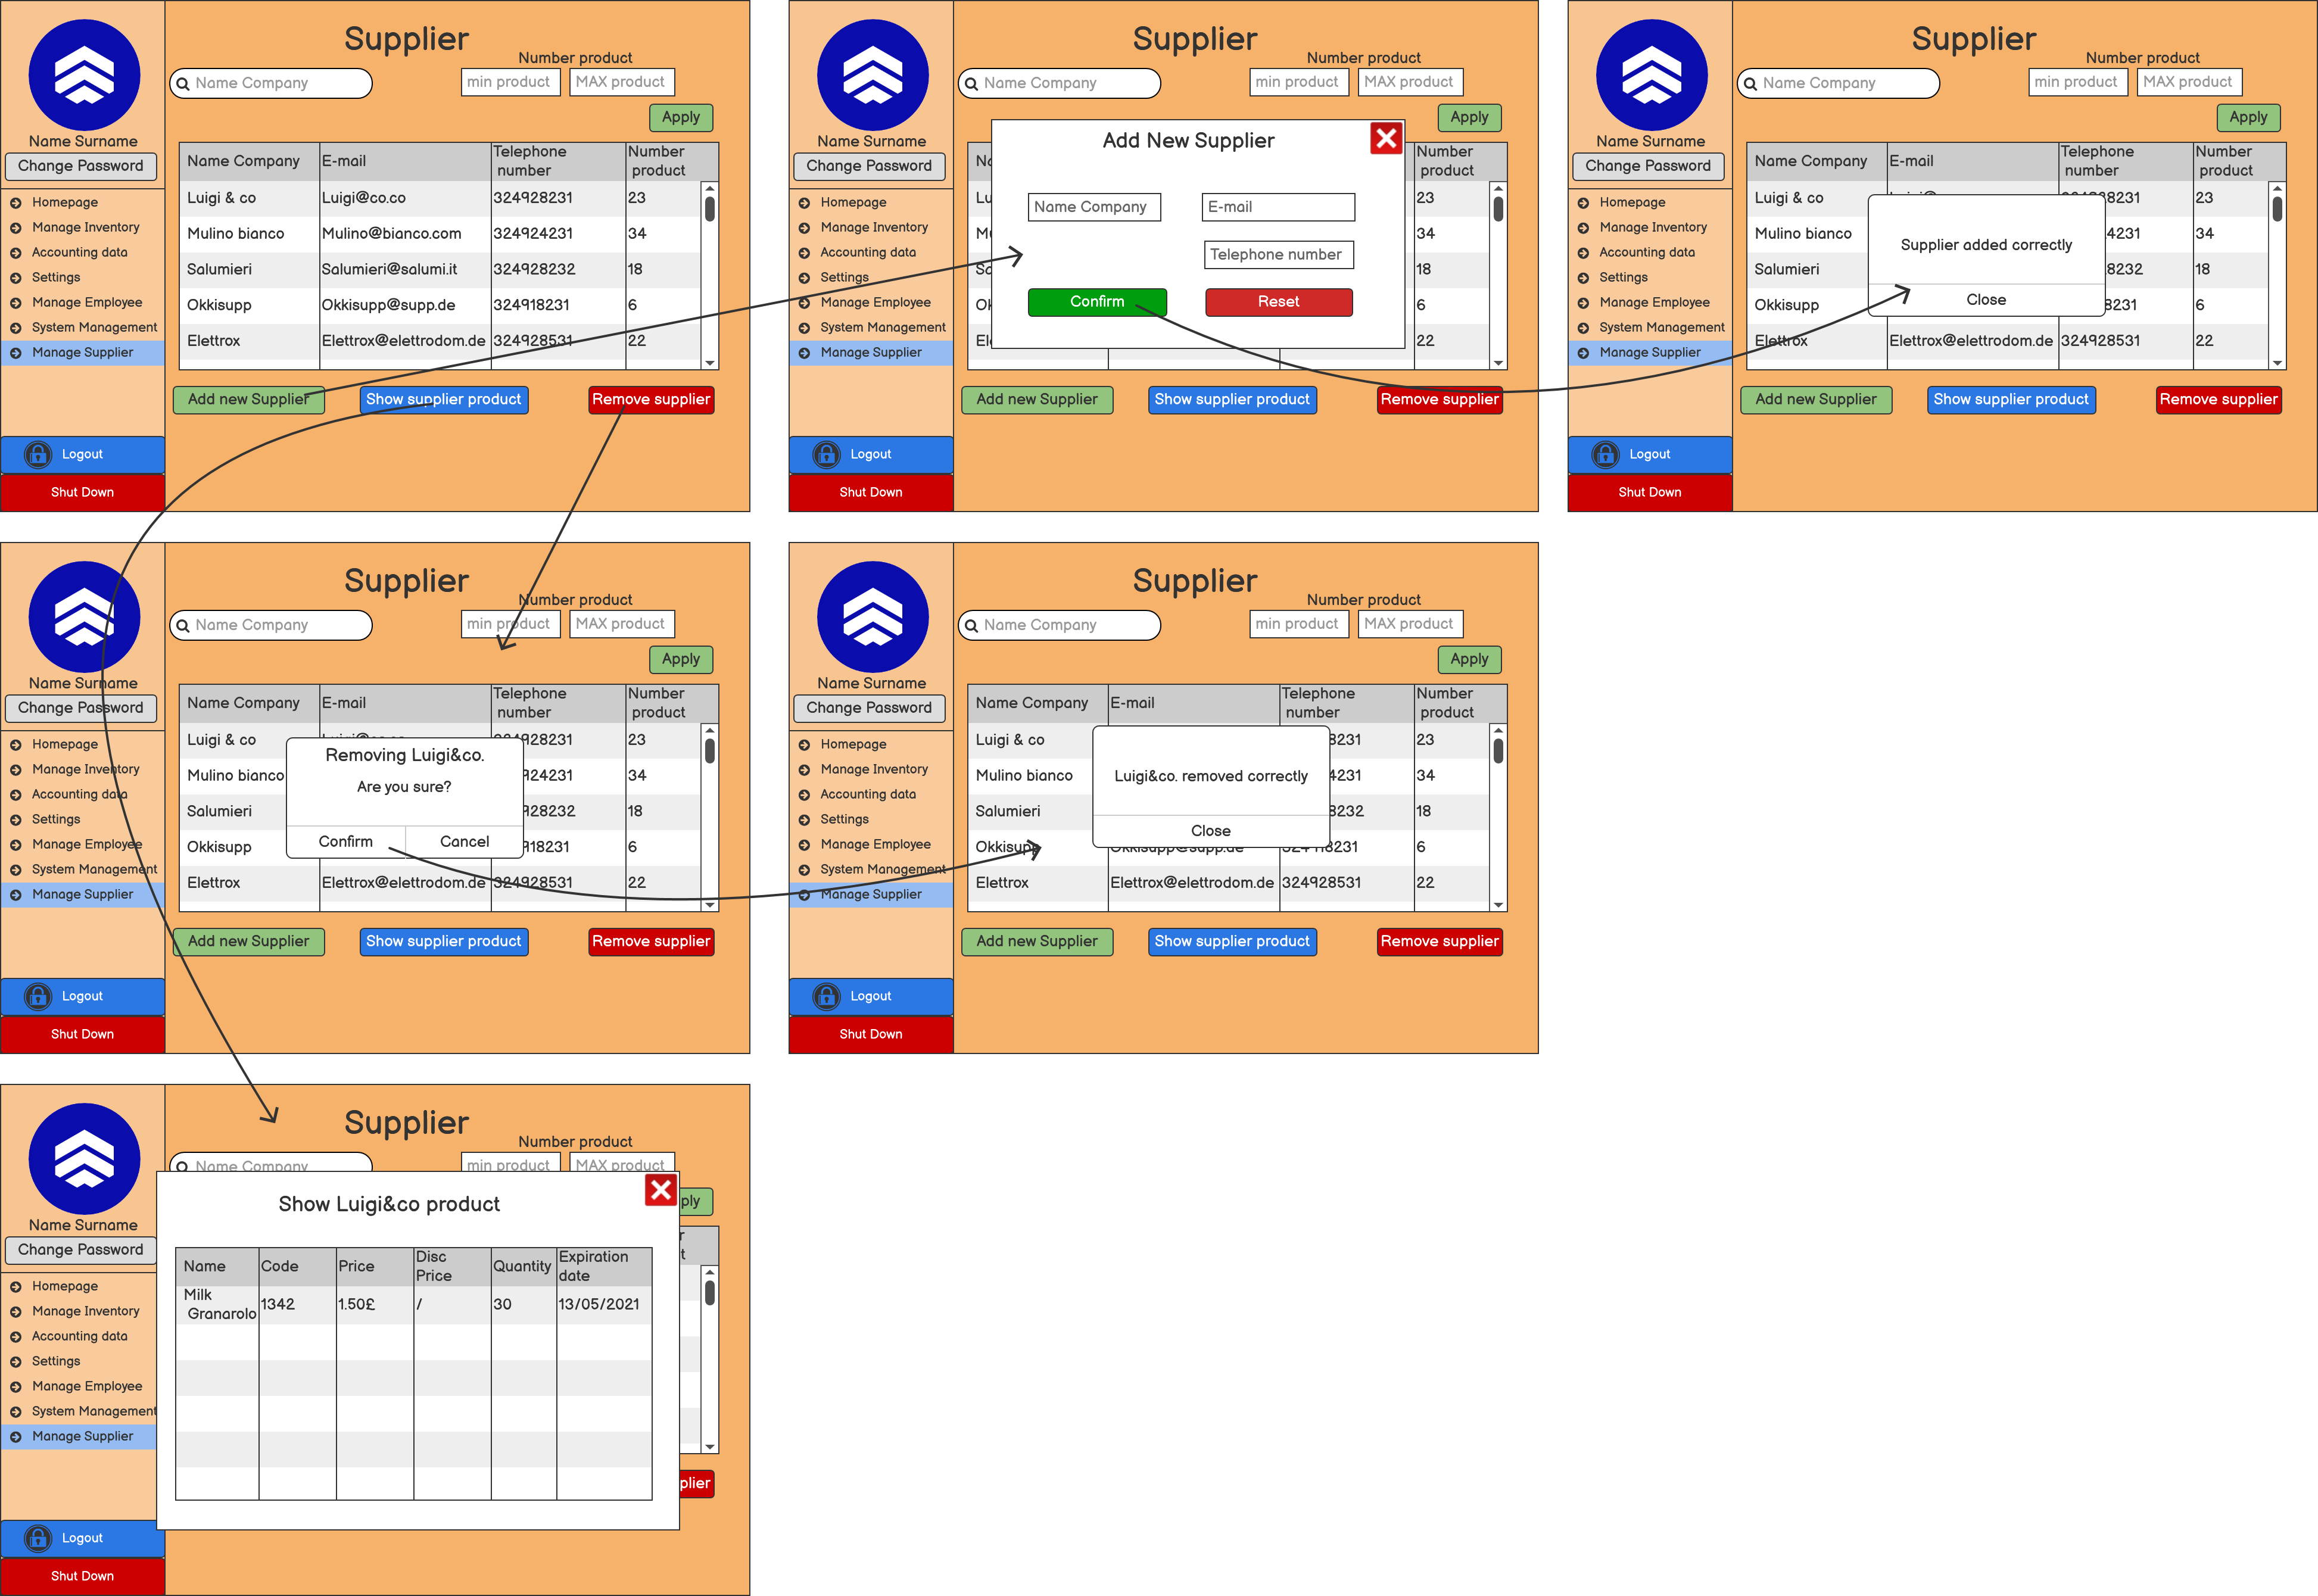 Supplier
Number product
Name Company
min product
MAX product
Apply
Name Surname
Change Password
Homepage
Manage Inventory
Accounting data
Settings
Manage Employee
System Management
Manage Supplier
Logout
Shut Down
Name Company E-mail Telephone number Number product
Luigi & co Luigi@co.co 324928231 23
Mulino bianco Mulino@bianco.com 324924231 34
Salumieri Salumieri@salumi.it 324928232 18
Okkisupp Okkisupp@supp.de 324918231 6
Elettrox Elettrox@elettrodom.de 324928531 22
Add new Supplier
Show supplier product
Remove supplier
Supplier
Number product
Name Company
min product
MAX product
Apply
Name Surname
Change Password
Homepage
Manage Inventory
Accounting data
Settings
Manage Employee
System Management
Manage Supplier
Logout
Shut Down
Add New Supplier
Name Company
E-mail
Telephone number
Confirm
Reset
Number product
23
34
18
6
22
Add new Supplier
Show supplier product
Remove supplier
Supplier
Number product
Name Company
min product
MAX product
Apply
Name Surname
Change Password
Homepage
Manage Inventory
Accounting data
Settings
Manage Employee
System Management
Manage Supplier
Logout
Shut Down
Name Company E-mail Telephone number Number product
Luigi & co 23
Mulino bianco 34
Salumieri 18
Okkisupp 6
Elettrox Elettrox@elettrodom.de 324928531 22
Supplier added correctly
Close
Add new Supplier
Show supplier product
Remove supplier
Supplier
Number product
Name Company
min product
MAX product
Apply
Name Surname
Change Password
Homepage
Manage Inventory
Accounting data
Settings
Manage Employee
System Management
Manage Supplier
Logout
Shut Down
Name Company E-mail Telephone number Number product
Luigi & co 23
Mulino bianco 34
Salumieri 18
Okkisupp 6
Elettrox Elettrox@elettrodom.de 324928531 22
Removing Luigi&co.
Are you sure?
Confirm
Cancel
Add new Supplier
Show supplier product
Remove supplier
Supplier
Number product
Name Company
min product
MAX product
Apply
Name Surname
Change Password
Homepage
Manage Inventory
Accounting data
Settings
Manage Employee
System Management
Manage Supplier
Logout
Shut Down
Name Company E-mail Telephone number Number product
Luigi & co 23
Mulino bianco 34
Salumieri 18
Okkisupp 6
Elettrox Elettrox@elettrodom.de 324928531 22
Luigi&co. removed correctly
Close
Add new Supplier
Show supplier product
Remove supplier
Supplier
Number product
Name Company
min product
MAX product
Name Surname
Change Password
Homepage
Manage Inventory
Accounting data
Settings
Manage Employee
System Management
Manage Supplier
Logout
Shut Down
Show Luigi&co product
Name Code Price Disc Price Quantity Expiration date
Milk Granarolo 1342 1.50£ / 30 13/05/2021